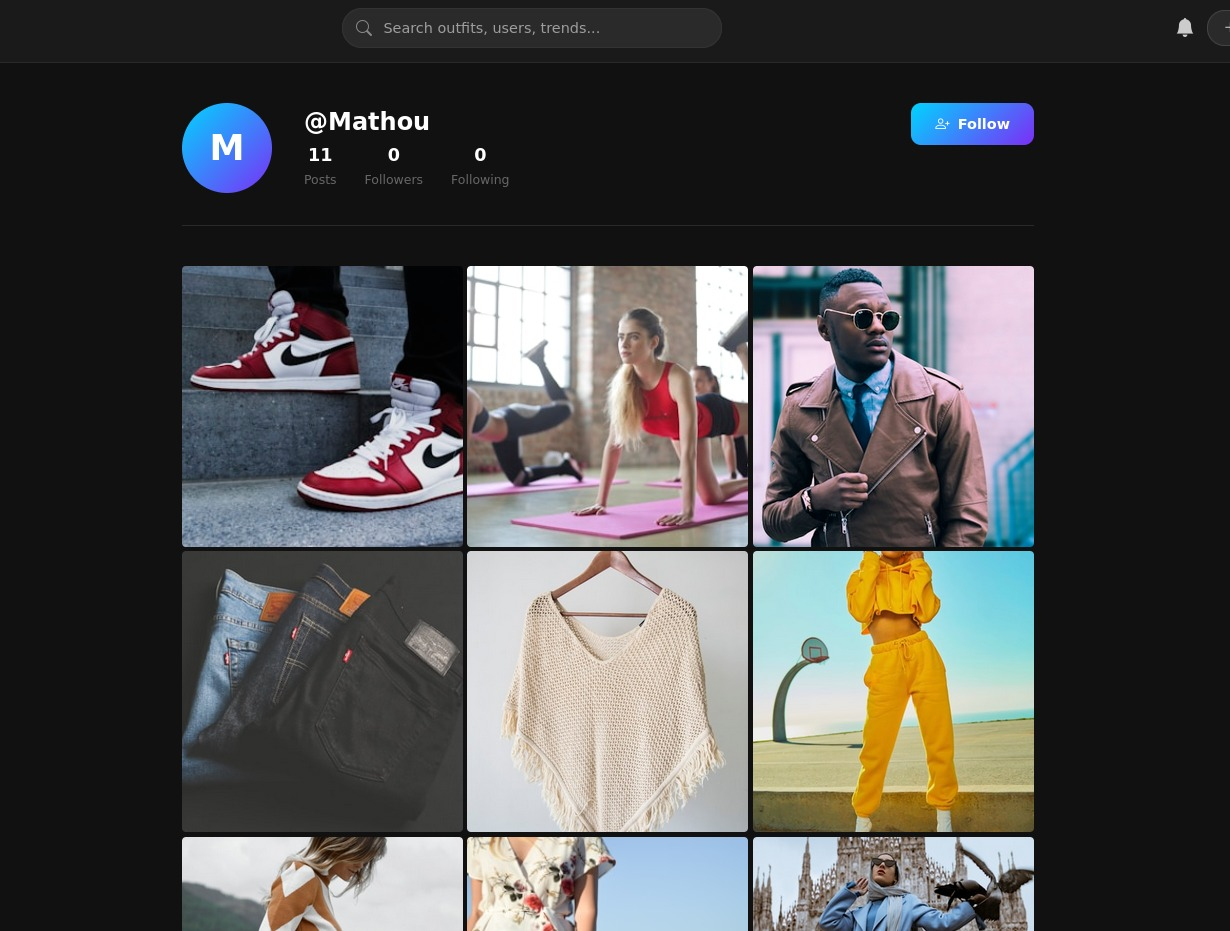 Search outfits, users, trends...
@Mathou
Follow
11 0 0
Posts Followers Following
M